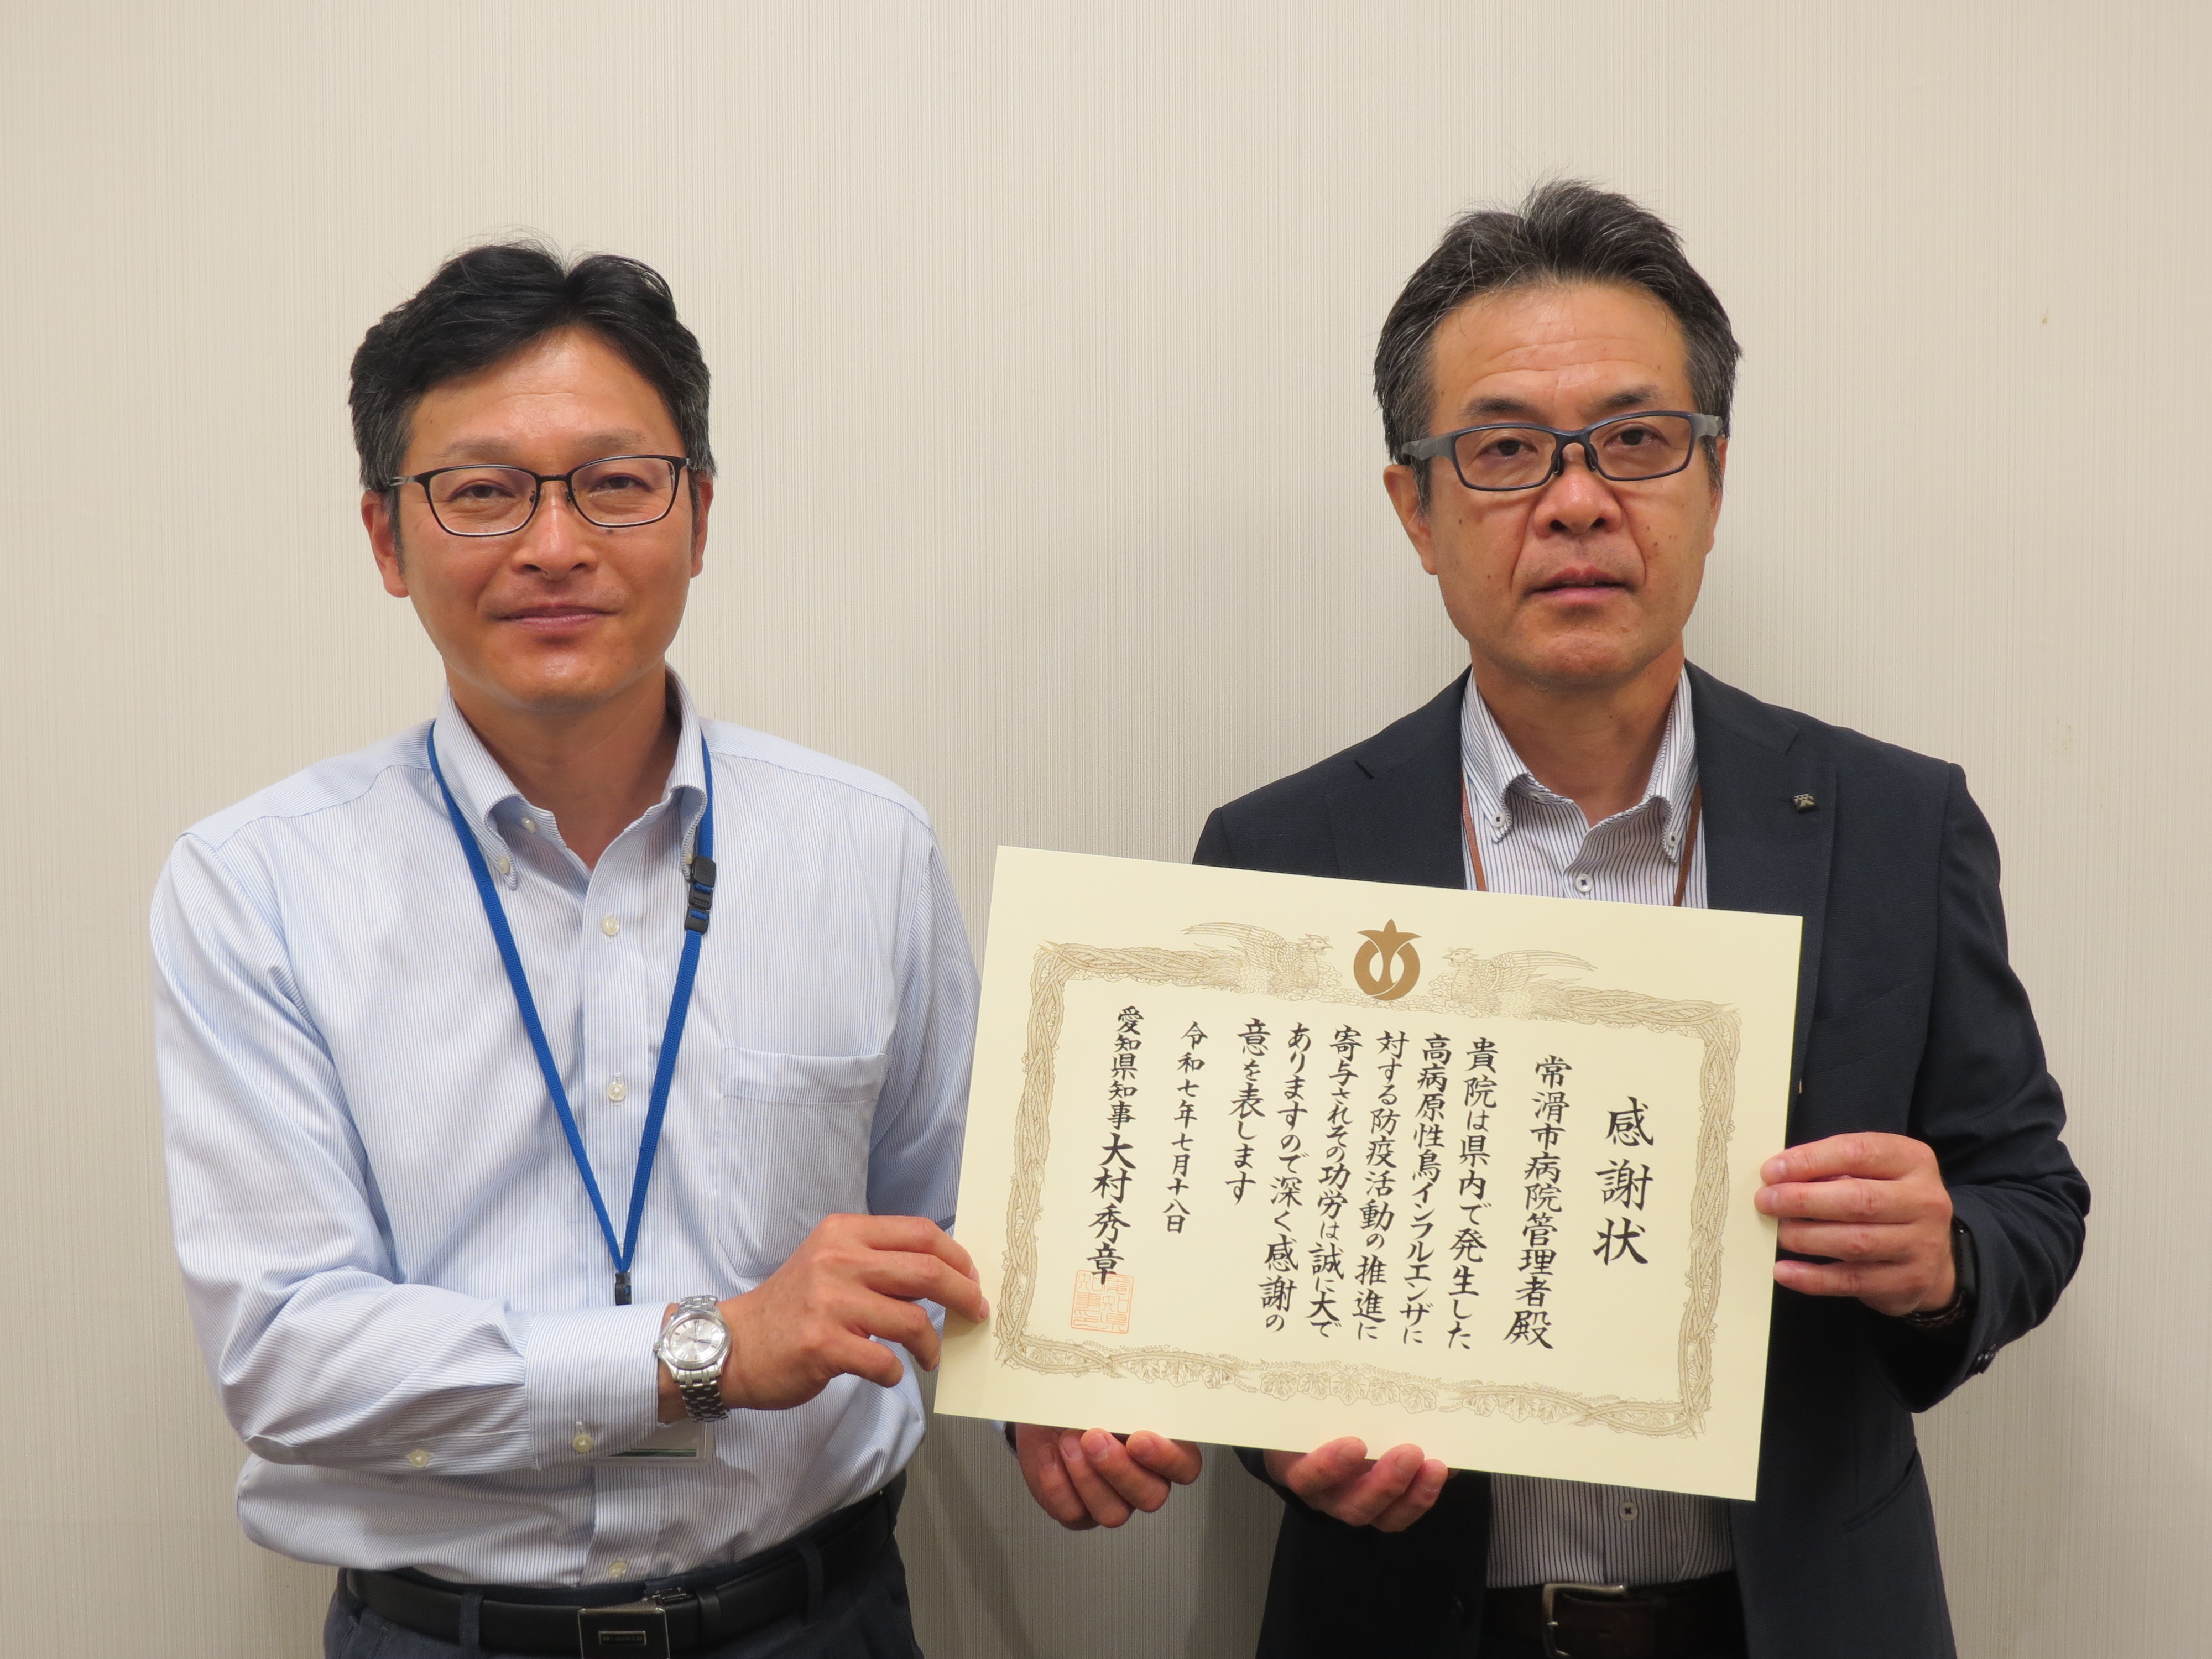 感謝状
常滑市病院管理者殿
貴院は県内で発生した
高病原性鳥インフルエンザに
対する防疫活動の推進に
寄与されその功労は誠に大で
ありますので深く感謝の
意を表します
令和七年七月十八日
愛知県知事 大村秀章